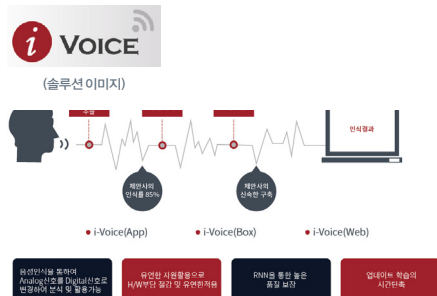 i VOICE
(솔루션 이미지)
인식결과
제안사의
인식률 85%
제안사의
신속한 구축
• i-Voice(App)
• i-Voice(Box)
• i-Voice(Web)
음성인식을 통하여
Analog신호를 Digital신호로
변경하여 분석 및 활용가능
유연한 자원활용으로
H/W부담 절감 및 유연한적용
RNN을 통한 높은
품질 보장
업데이트 학습의
시간단축